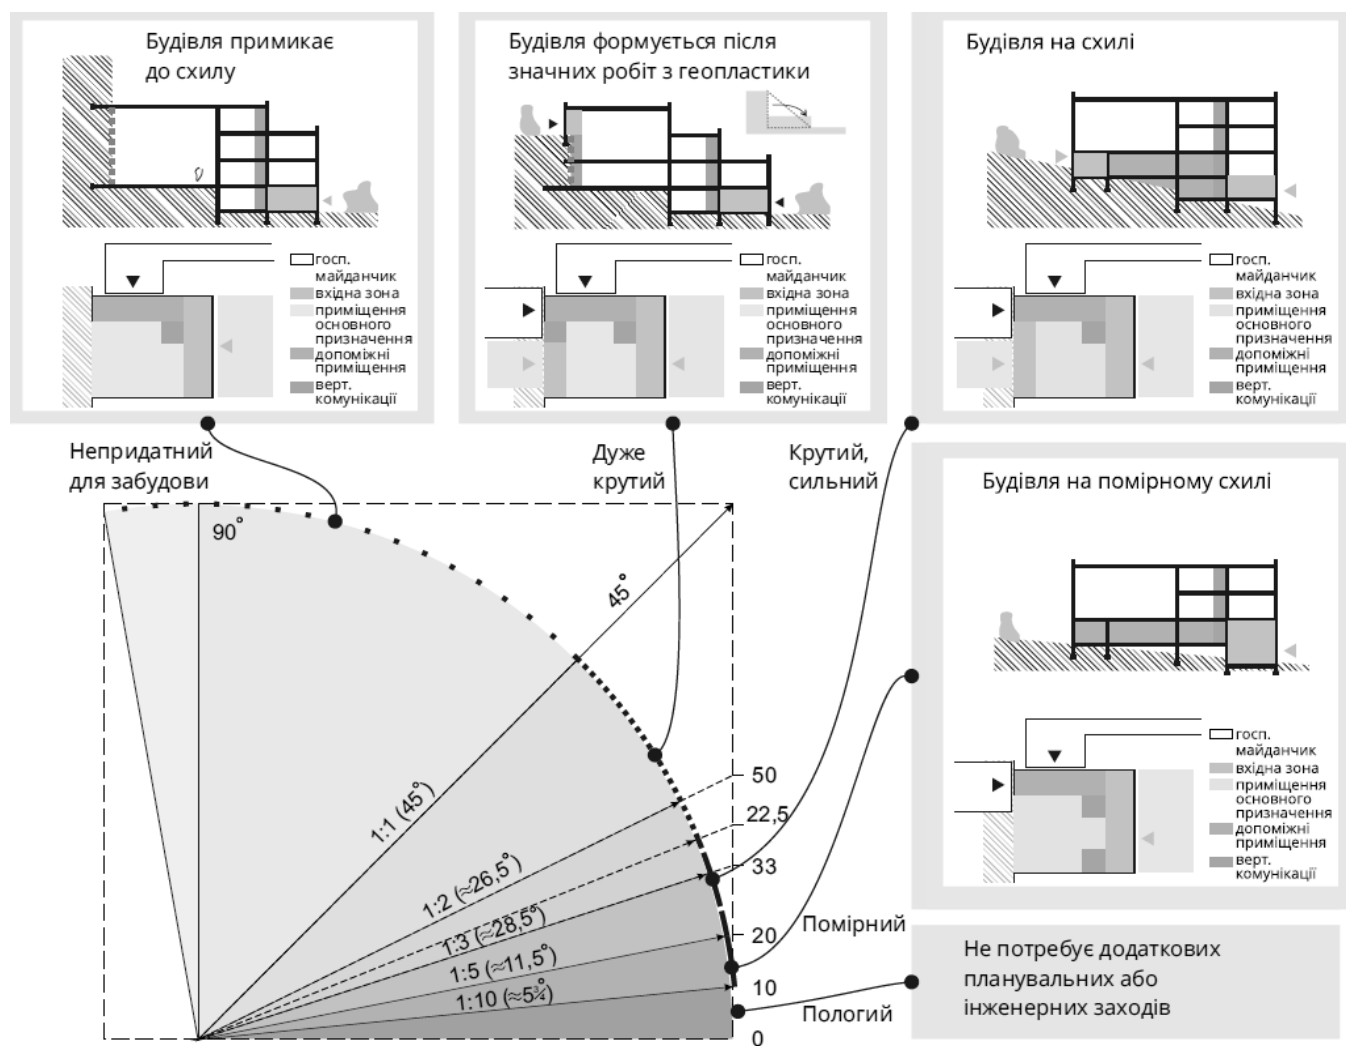 Будівля примикає
до схилу
госп.
майданчик
вхідна зона
приміщення
основного
призначення
допоміжні
приміщення
верт.
комунікації
Будівля формується після
значних робіт з геопластики
госп.
майданчик
вхідна зона
приміщення
основного
призначення
допоміжні
приміщення
верт.
комунікації
Будівля на схилі
госп.
майданчик
вхідна зона
приміщення
основного
призначення
допоміжні
приміщення
верт.
комунікації
Непридатний
для забудови
Дуже
крутий
Крутий,
сильний
Будівля на помірному схилі
госп.
майданчик
вхідна зона
приміщення
основного
призначення
допоміжні
приміщення
верт.
комунікації
90°
45°
1:1 (45°)
1:2 (≈26,5°)
1:3 (≈28,5°)
1:5 (≈11,5°)
1:10 (≈5¾°)
50
22,5
33
20
10
0
Помірний
Пологий
Не потребує додаткових
планувальних або
інженерних заходів